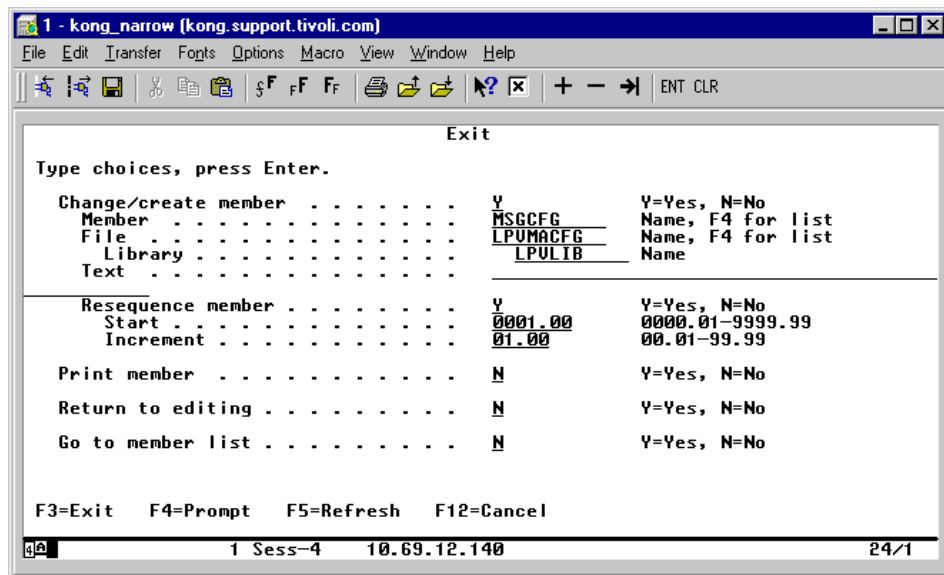 1 - kong_narrow (kong.support.tivoli.com)
File Edit Transfer Fonts Options Macro View Window Help
ENT CLR
Exit
Type choices, press Enter.
Change/create member . . . . . . . Y Y=Yes, N=No
Member . . . . . . . . . . . . . MSGCFG Name, F4 for list
File . . . . . . . . . . . . . . LPVMACFG Name, F4 for list
Library . . . . . . . . . . . . LPVLIB Name
Text . . . . . . . . . . . . . .
Resequence member . . . . . . . . Y Y=Yes, N=No
Start . . . . . . . . . . . . . 0001.00 0000.01-9999.99
Increment . . . . . . . . . . . 01.00 00.01-99.99
Print member . . . . . . . . . . . N Y=Yes, N=No
Return to editing . . . . . . . . . N Y=Yes, N=No
Go to member list . . . . . . . . . N Y=Yes, N=No
F3=Exit F4=Prompt F5=Refresh F12=Cancel
1 Sess-4 10.69.12.140 24/1